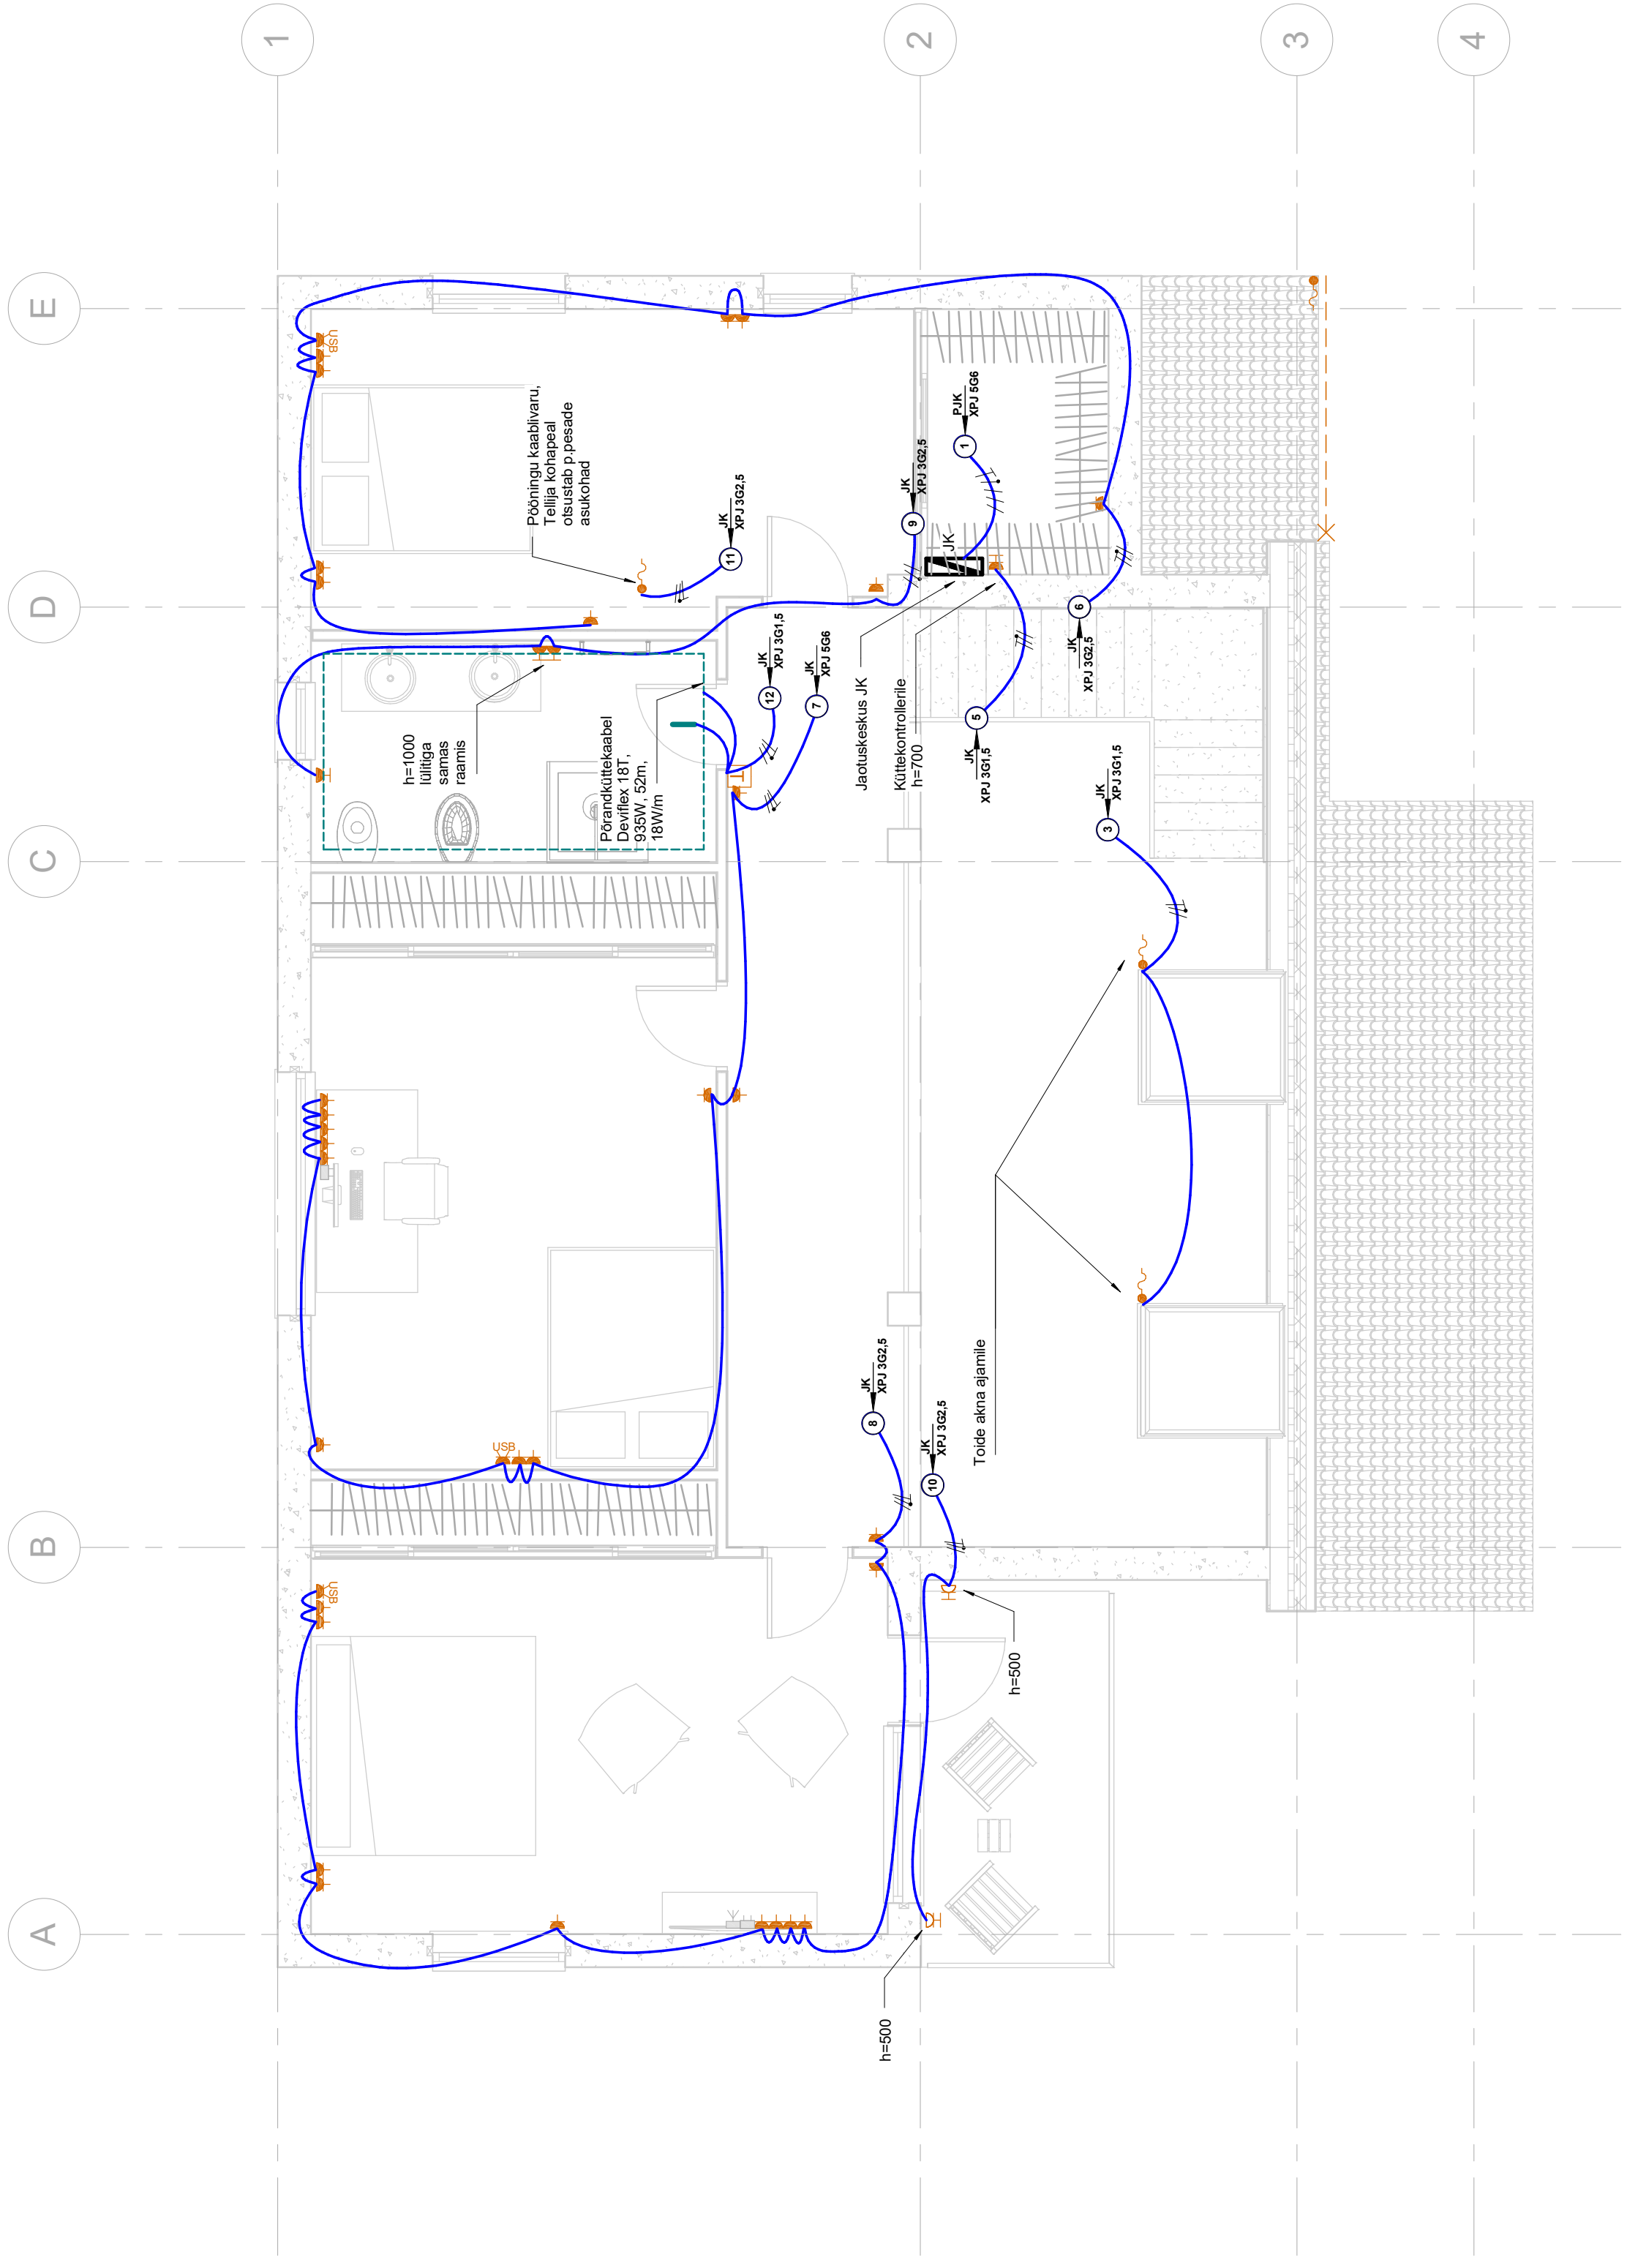 1
2
3
4
E
D
C
B
A
USB
Pööningu kaablivaru,
Tellija kohapeal
otsustab p.pesade
asukohad
11
JK
XPJ 3G2,5
9
JK
XPJ 3G2,5
1
PJK
XPJ 5G6
JK
h=1000
lülitiga
samas
raamis
Põrandküttekaabel
Deviflex 18T,
935W, 52m,
18W/m
T
12
JK
XPJ 3G1,5
7
JK
XPJ 5G6
Jaotuskeskus JK
Küttekontrollerile
h=700
5
JK
XPJ 3G1,5
6
JK
XPJ 3G2,5
3
JK
XPJ 3G1,5
USB
8
JK
XPJ 3G2,5
10
JK
XPJ 3G2,5
Toide akna ajamile
USB
h=500
h=500